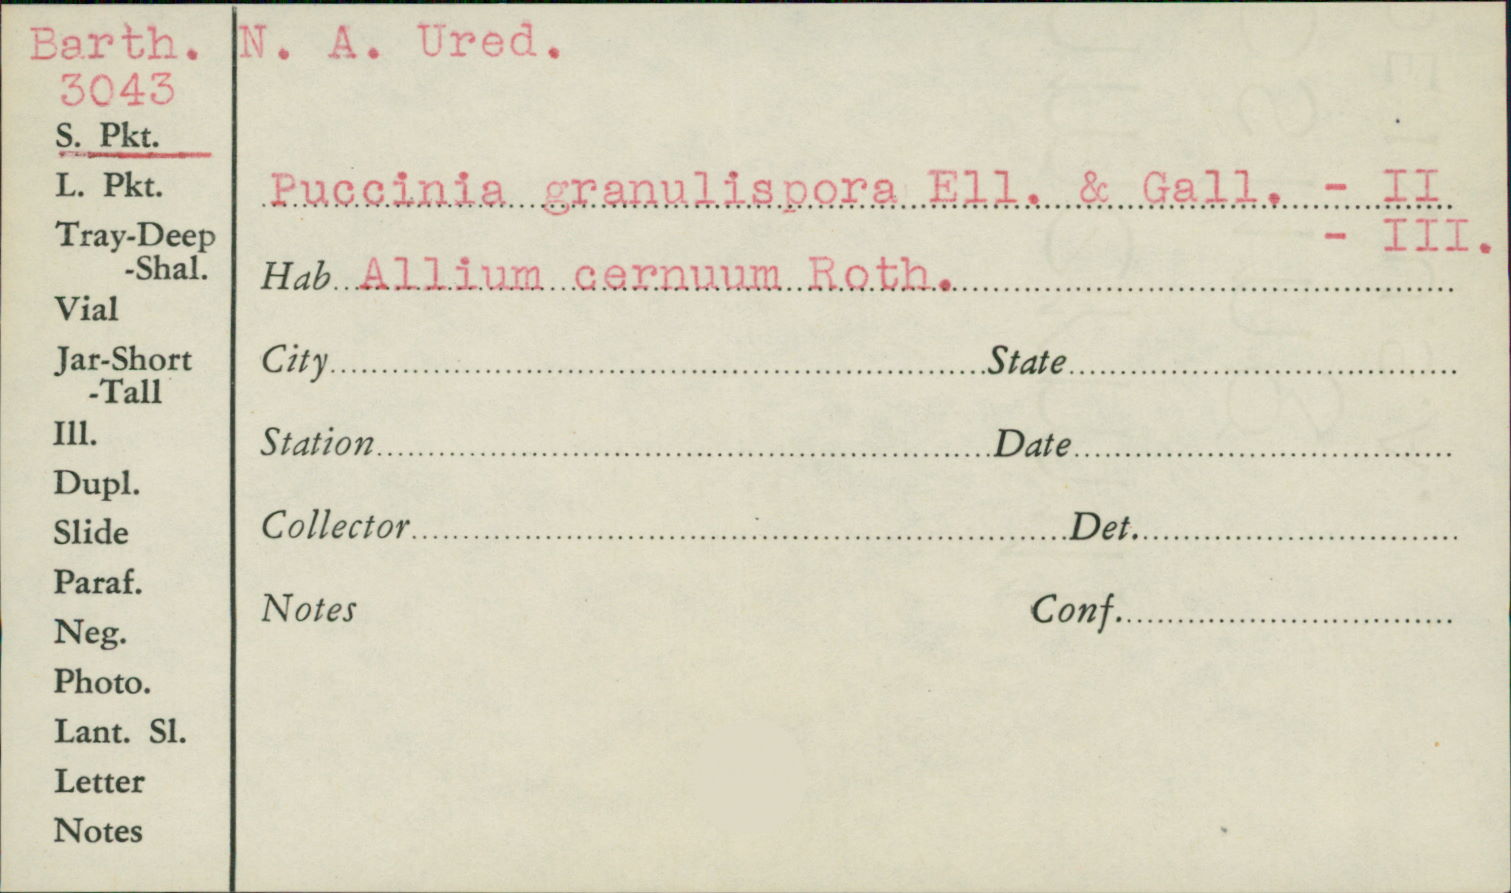 Barth. N. A. Ured.
3043
S. Pkt.
L. Pkt.
Tray-Deep
-Shal.
Vial
Jar-Short
-Tall
Ill.
Dupl.
Slide
Paraf.
Neg.
Photo.
Lant. Sl.
Letter
Notes
Puccinia granulispora Ell. & Gall. - II
- III.
Hab Allium cernuum Roth.
City State
Station Date
Collector Det.
Notes Conf.